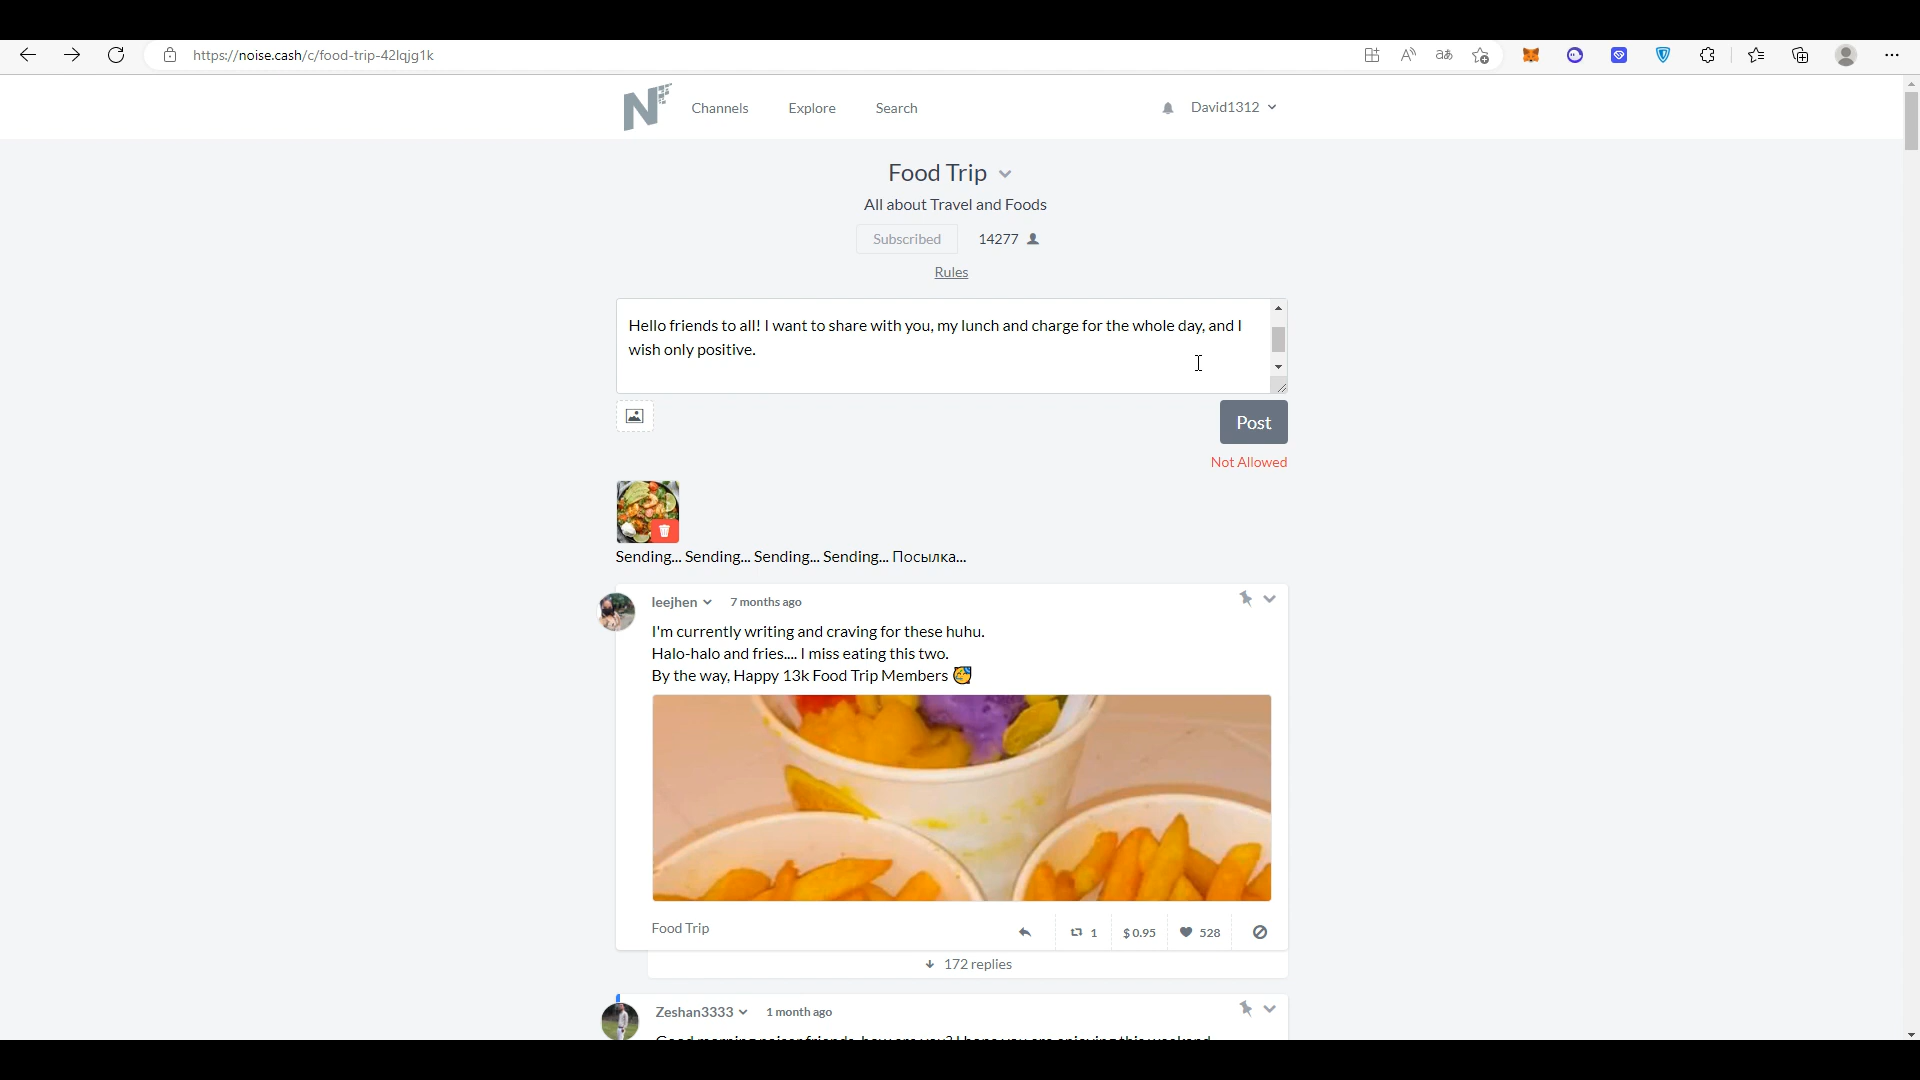 https://noise.cash/c/food-trip-42lqjg1k
Channels
Explore
Search
David1312
Food Trip
All about Travel and Foods
Subscribed
14277
Rules
Hello friends to all! I want to share with you, my lunch and charge for the whole day, and I
wish only positive.
Post
Not Allowed
Sending... Sending... Sending... Sending... Посылка...
leejhen
7 months ago
I'm currently writing and craving for these huhu.
Halo-halo and fries.... I miss eating this two.
By the way, Happy 13k Food Trip Members 🥳
Food Trip
1
$ 0.95
528
172 replies
Zeshan3333
1 month ago